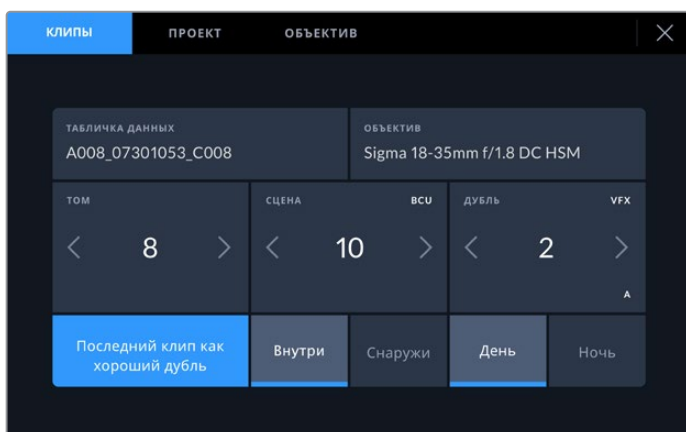 КЛИПЫ ПРОЕКТ ОБЪЕКТИВ
ТАБЛИЧКА ДАННЫХ ОБЪЕКТИВ
A008_07301053_C008 Sigma 18-35mm f/1.8 DC HSM
ТОМ СЦЕНА BCU ДУБЛЬ VFX
8 10 2
A
Последний клип как
хороший дубль
Внутри Снаружи День Ночь